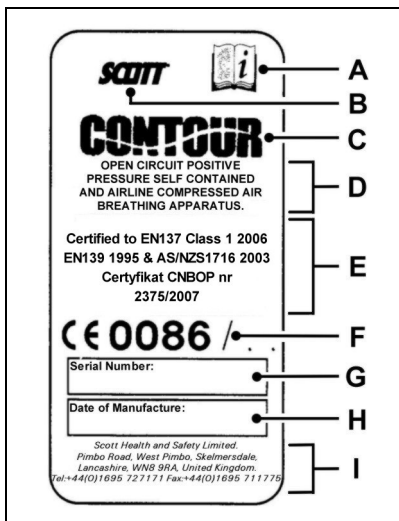 SCOTT
i
A
B
CONTOUR
C
OPEN CIRCUIT POSITIVE
PRESSURE SELF CONTAINED
AND AIRLINE COMPRESSED AIR
BREATHING APPARATUS.
D
Certified to EN137 Class 1 2006
EN139 1995 & AS/NZS1716 2003
Certyfikat CNBOP nr
2375/2007
E
CE 0086 / . .
F
Serial Number:
G
Date of Manufacture:
H
Scott Health and Safety Limited.
Pimbo Road, West Pimbo, Skelmersdale,
Lancashire, WN8 9RA, United Kingdom.
Tel:+44(0)1695 727171 Fax:+44(0)1695 711775
I